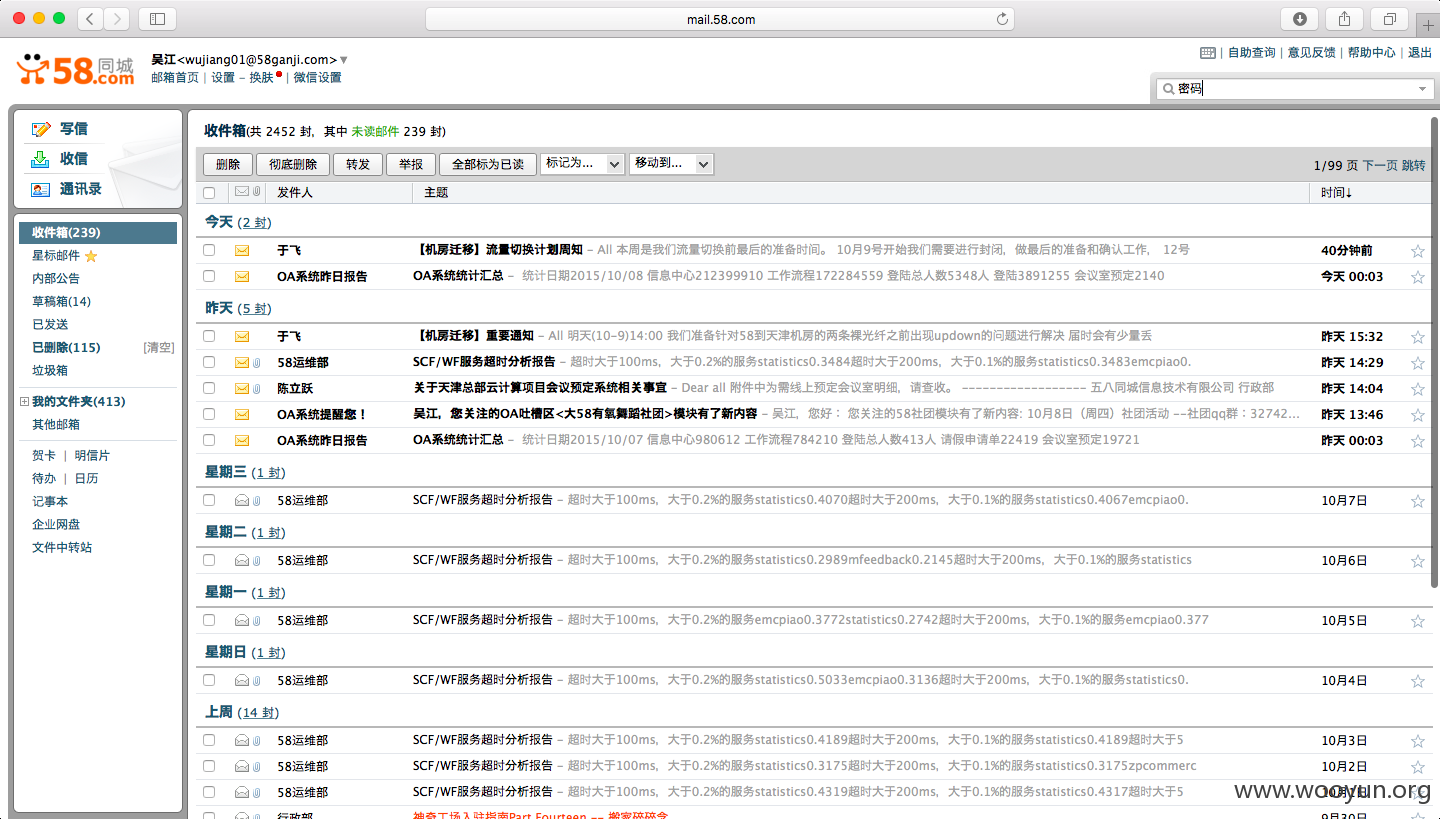 mail.58.com
58同城.com
吴江<wujiang01@58ganji.com>
邮箱首页 | 设置 - 换肤 | 微信设置
自助查询 | 意见反馈 | 帮助中心 | 退出
密码
写信
收信
通讯录
收件箱(239)
星标邮件
内部公告
草稿箱(14)
已发送
已删除(115) [清空]
垃圾箱
我的文件夹(413)
其他邮箱
贺卡 | 明信片
待办 | 日历
记事本
企业网盘
文件中转站
收件箱(共 2452 封, 其中 未读邮件 239 封)
删除 彻底删除 转发 举报 全部标为已读 标记为... 移动到... 1/99 页 下一页 跳转
发件人 主题 时间↓
今天 (2 封)
于飞 【机房迁移】流量切换计划周知 - All 本周是我们流量切换前最后的准备时间。 10月9号开始我们需要进行封闭，做最后的准备和确认工作， 12号 40分钟前
OA系统昨日报告 OA系统统计汇总 - 统计日期2015/10/08 信息中心212399910 工作流程172284559 登陆总人数5348人 登陆3891255 会议室预定2140 今天 00:03
昨天 (5 封)
于飞 【机房迁移】重要通知 - All 明天(10-9)14:00 我们准备针对58到天津机房的两条裸光纤之前出现updown的问题进行解决 届时会有少量丢 昨天 15:32
58运维部 SCF/WF服务超时分析报告 - 超时大于100ms，大于0.2%的服务statistics0.3484超时大于200ms，大于0.1%的服务statistics0.3483emcpiao0. 昨天 14:29
陈立跃 关于天津总部云计算项目会议预定系统相关事宜 - Dear all 附件中为需线上预定会议室明细，请查收。 ------------------ 五八同城信息技术有限公司 行政部 昨天 14:04
OA系统提醒您！ 吴江，您关注的OA吐槽区<大58有氧舞蹈社团>模块有了新内容 - 吴江，您好： 您关注的58社团模块有了新内容: 10月8日（周四）社团活动 --社团qq群：32742... 昨天 13:46
OA系统昨日报告 OA系统统计汇总 - 统计日期2015/10/07 信息中心980612 工作流程784210 登陆总人数413人 请假申请单22419 会议室预定19721 昨天 00:03
星期三 (1 封)
58运维部 SCF/WF服务超时分析报告 - 超时大于100ms，大于0.2%的服务statistics0.4070超时大于200ms，大于0.1%的服务statistics0.4067emcpiao0. 10月7日
星期二 (1 封)
58运维部 SCF/WF服务超时分析报告 - 超时大于100ms，大于0.2%的服务statistics0.2989mfeedback0.2145超时大于200ms，大于0.1%的服务statistics 10月6日
星期一 (1 封)
58运维部 SCF/WF服务超时分析报告 - 超时大于100ms，大于0.2%的服务emcpiao0.3772statistics0.2742超时大于200ms，大于0.1%的服务emcpiao0.377 10月5日
星期日 (1 封)
58运维部 SCF/WF服务超时分析报告 - 超时大于100ms，大于0.2%的服务statistics0.5033emcpiao0.3136超时大于200ms，大于0.1%的服务statistics0. 10月4日
上周 (14 封)
58运维部 SCF/WF服务超时分析报告 - 超时大于100ms，大于0.2%的服务statistics0.4189超时大于200ms，大于0.1%的服务statistics0.4189超时大于5 10月3日
58运维部 SCF/WF服务超时分析报告 - 超时大于100ms，大于0.2%的服务statistics0.3175超时大于200ms，大于0.1%的服务statistics0.3175zpcommerc 10月2日
58运维部 SCF/WF服务超时分析报告 - 超时大于100ms，大于0.2%的服务statistics0.4319超时大于200ms，大于0.1%的服务statistics0.4317超时大于5 10月1日
www.wooyun.org
行政部 神奇工场入驻指南Part Fourteen -- 搬家碎碎念 9月30日